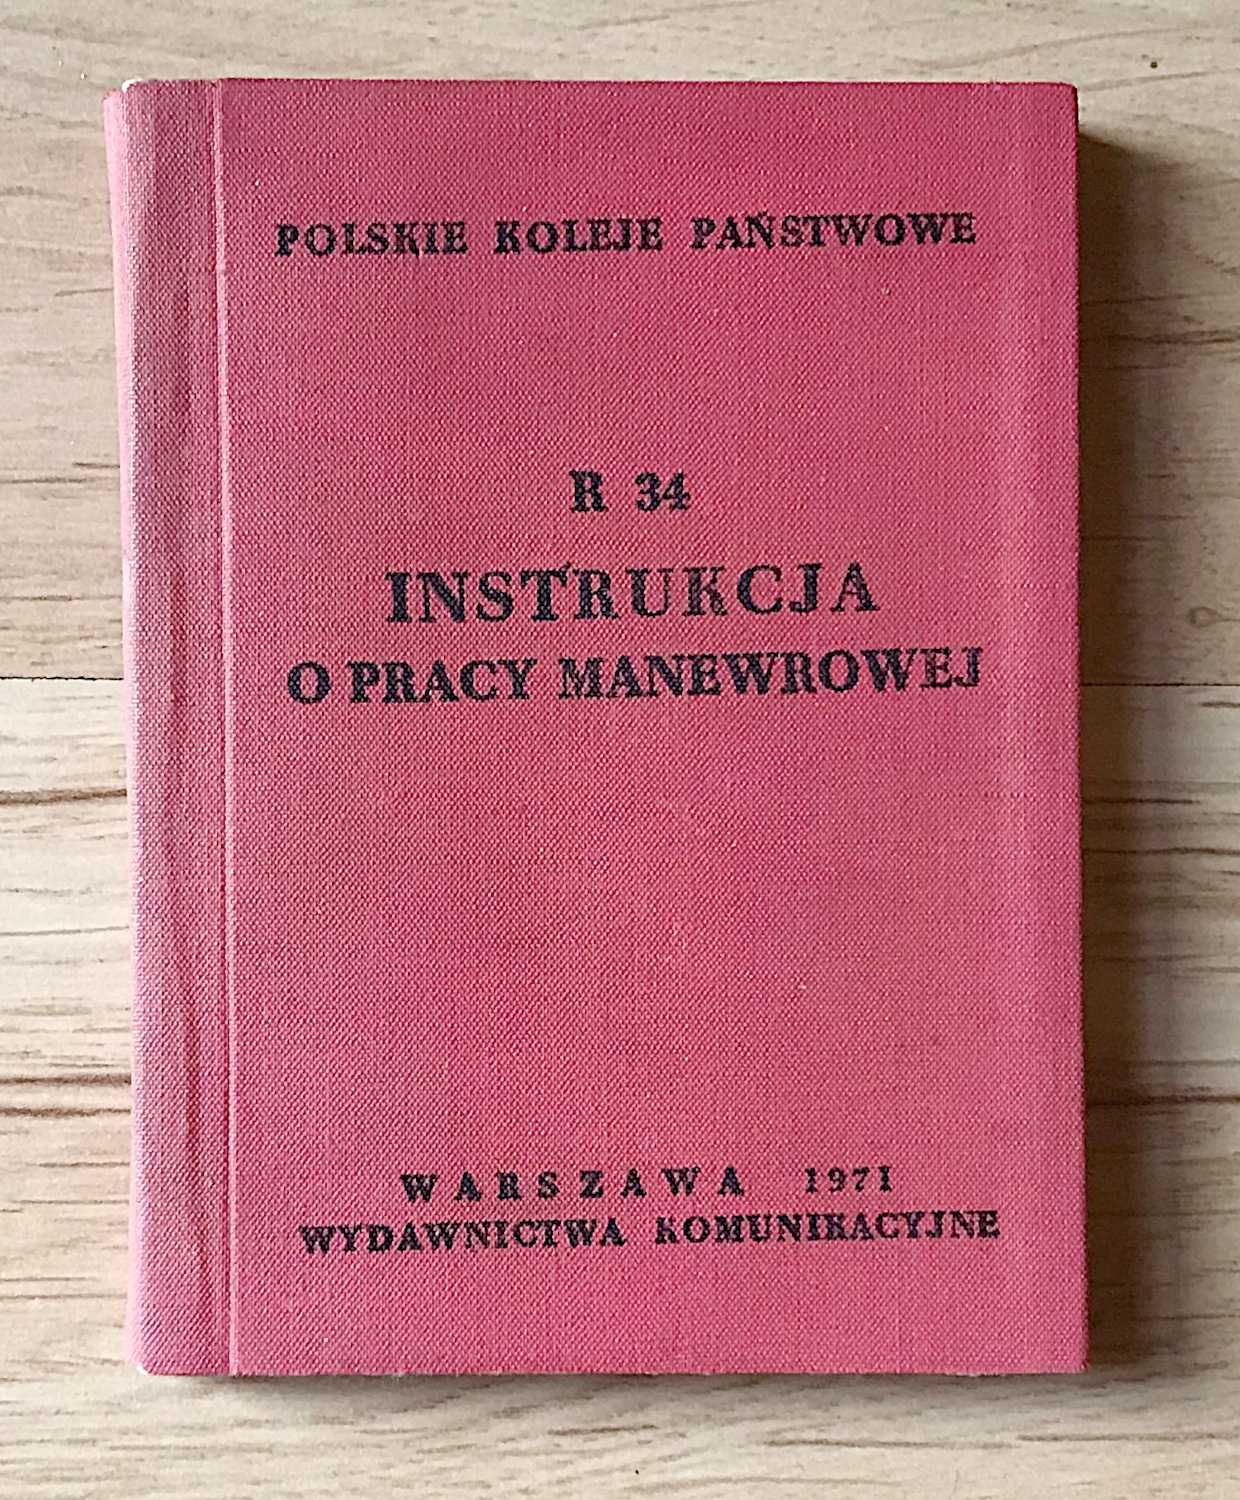 POLSKIE KOLEJE PAŃSTWOWE
R 34
INSTRUKCJA
O PRACY MANEWROWEJ
WARSZAWA 1971
WYDAWNICTWA KOMUNIKACYJNE